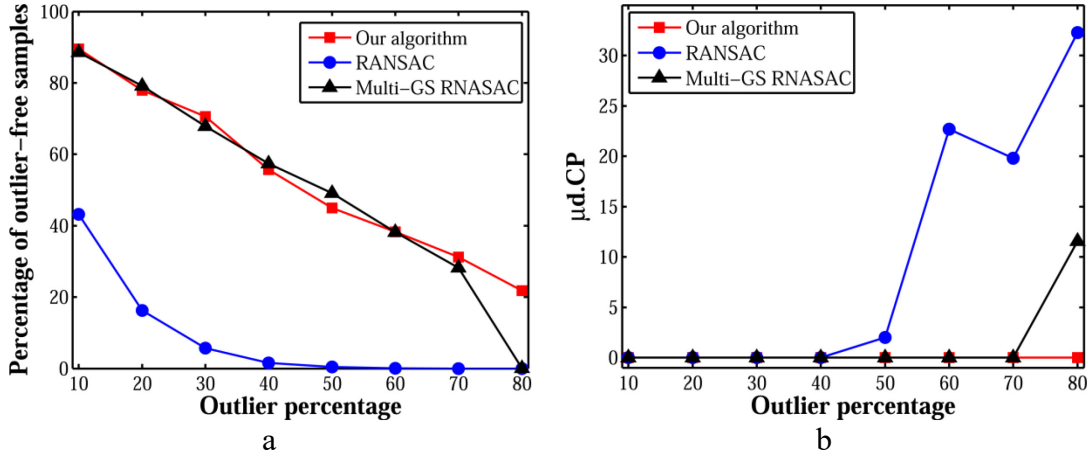 Percentage of outlier-free samples
100
80
60
40
20
0
Our algorithm
RANSAC
Multi-GS RNASAC
10 20 30 40 50 60 70 80
Outlier percentage
a
μd.CP
30
25
20
15
10
5
0
Our algorithm
RANSAC
Multi-GS RNASAC
10 20 30 40 50 60 70 80
Outlier percentage
b